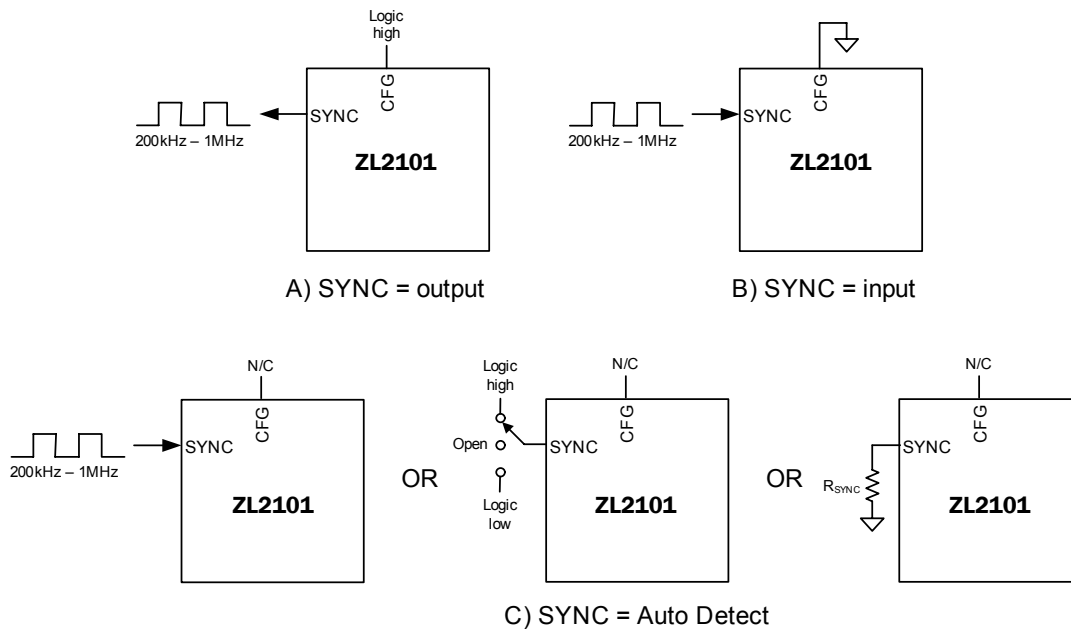 Logic
high
CFG
SYNC
200kHz – 1MHz
ZL2101
A) SYNC = output
CFG
SYNC
200kHz – 1MHz
ZL2101
B) SYNC = input
N/C
CFG
SYNC
200kHz – 1MHz
ZL2101
OR
Logic
high
Open
Logic
low
N/C
CFG
SYNC
ZL2101
OR
N/C
CFG
SYNC
RSYNC
ZL2101
C) SYNC = Auto Detect